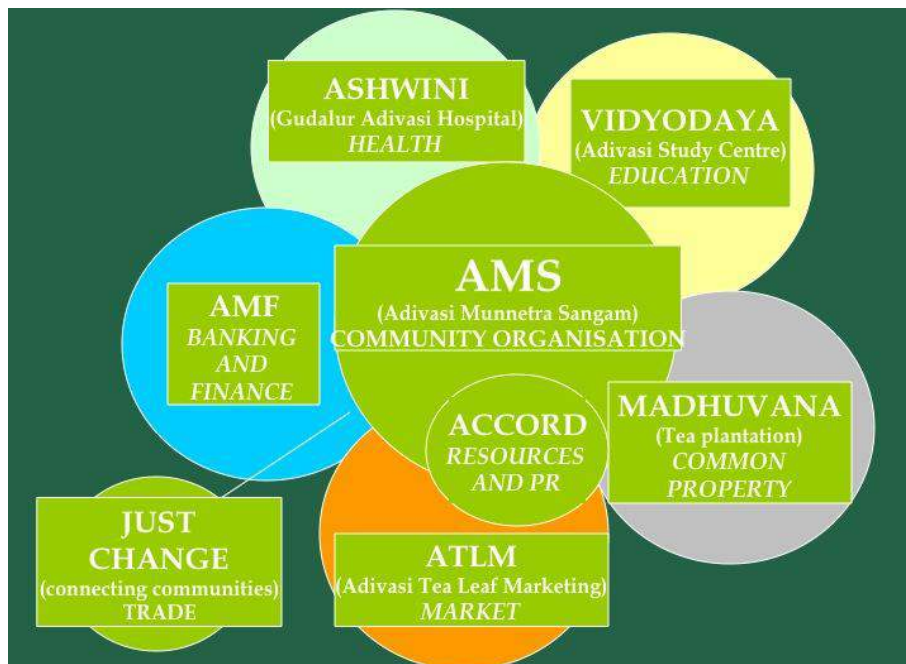 ASHWINI
(Gudalur Adivasi Hospital)
HEALTH
VIDYODAYA
(Adivasi Study Centre)
EDUCATION
AMS
(Adivasi Munnetra Sangam)
COMMUNITY ORGANISATION
AMF
BANKING
AND
FINANCE
ACCORD
RESOURCES
AND PR
MADHUVANA
(Tea plantation)
COMMON
PROPERTY
JUST
CHANGE
(connecting communities)
TRADE
ATLM
(Adivasi Tea Leaf Marketing)
MARKET